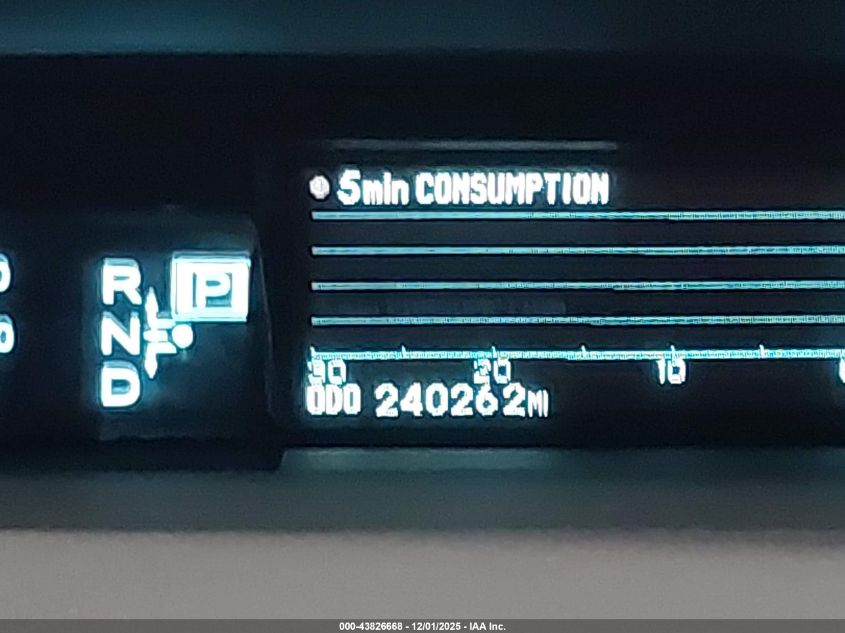 5min CONSUMPTION
R P
N
D
30 20 10
ODO 240262MI
000-43826668 - 12/01/2025 - IAA Inc.